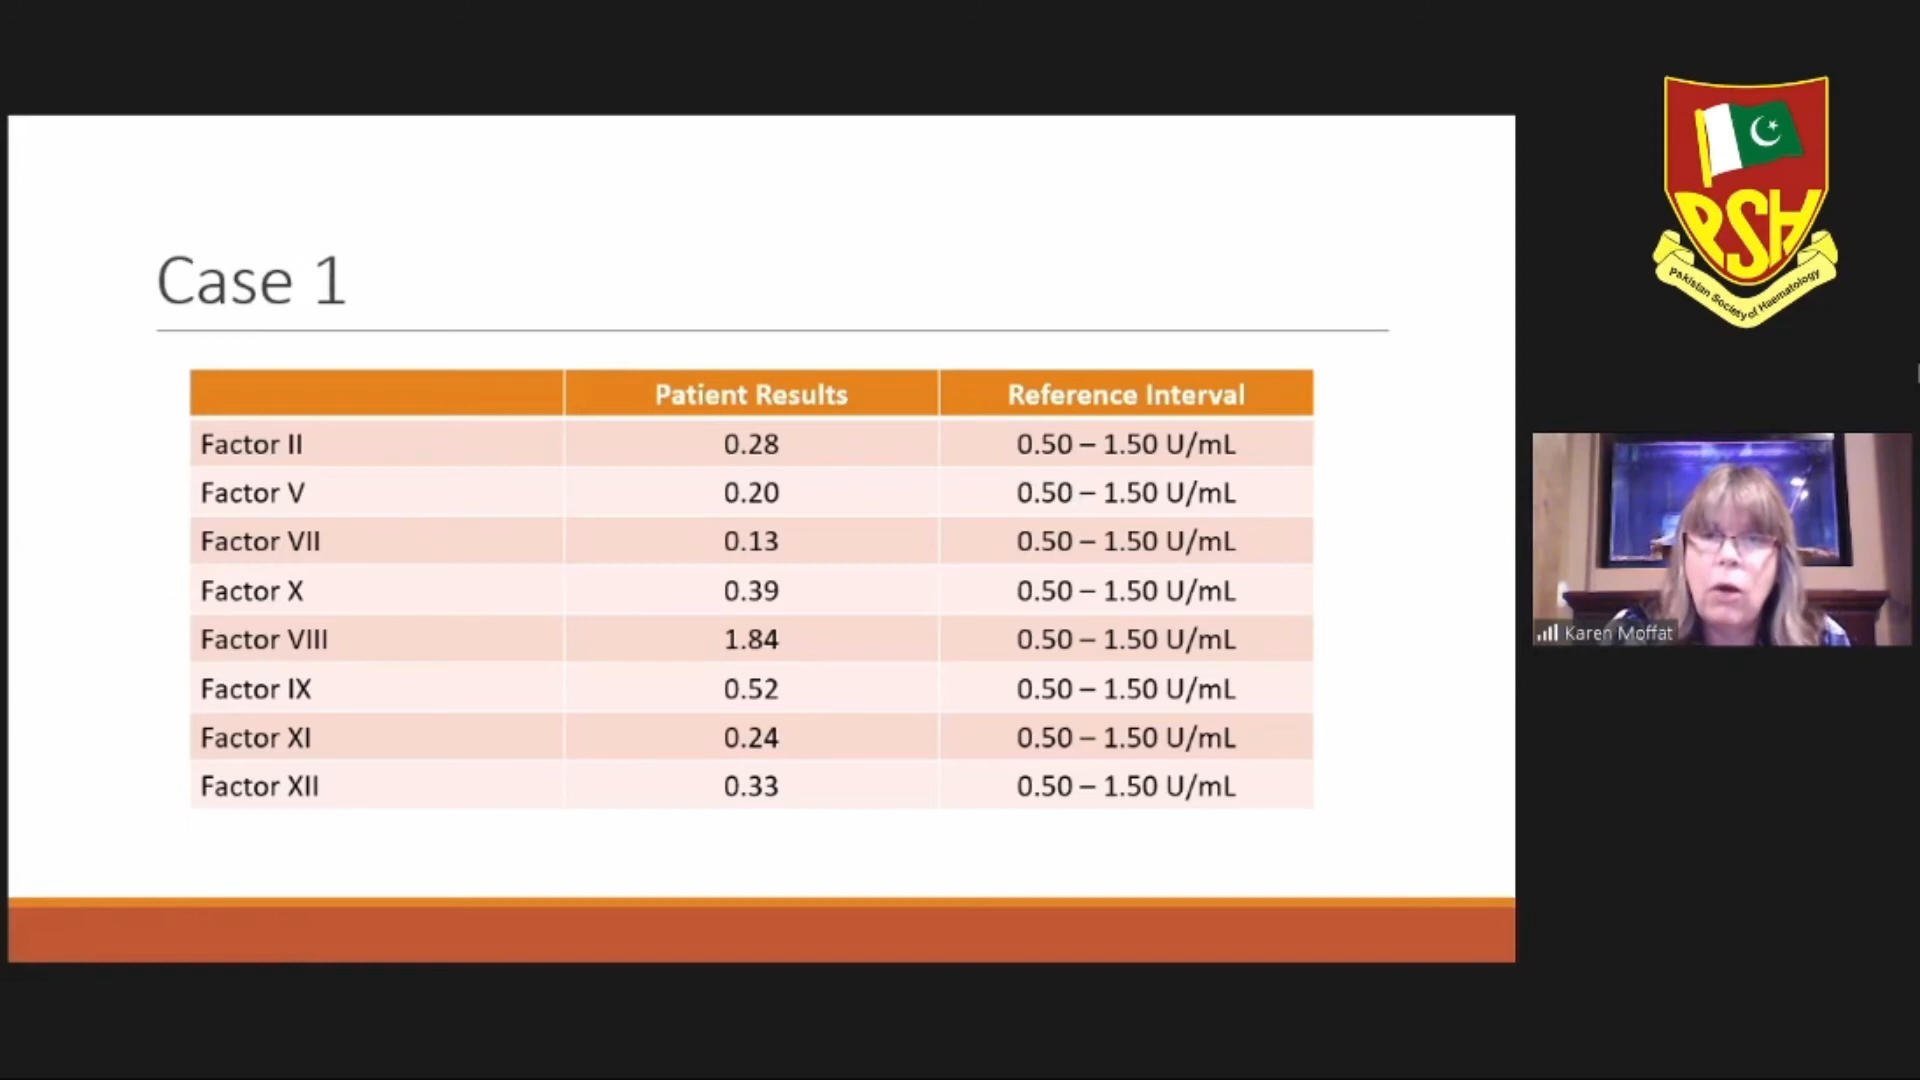 Case 1
Patient Results Reference Interval
Factor II 0.28 0.50 – 1.50 U/mL
Factor V 0.20 0.50 – 1.50 U/mL
Factor VII 0.13 0.50 – 1.50 U/mL
Factor X 0.39 0.50 – 1.50 U/mL
Factor VIII 1.84 0.50 – 1.50 U/mL
Factor IX 0.52 0.50 – 1.50 U/mL
Factor XI 0.24 0.50 – 1.50 U/mL
Factor XII 0.33 0.50 – 1.50 U/mL
PSH
Pakistan Society of Haematology
Karen Moffat